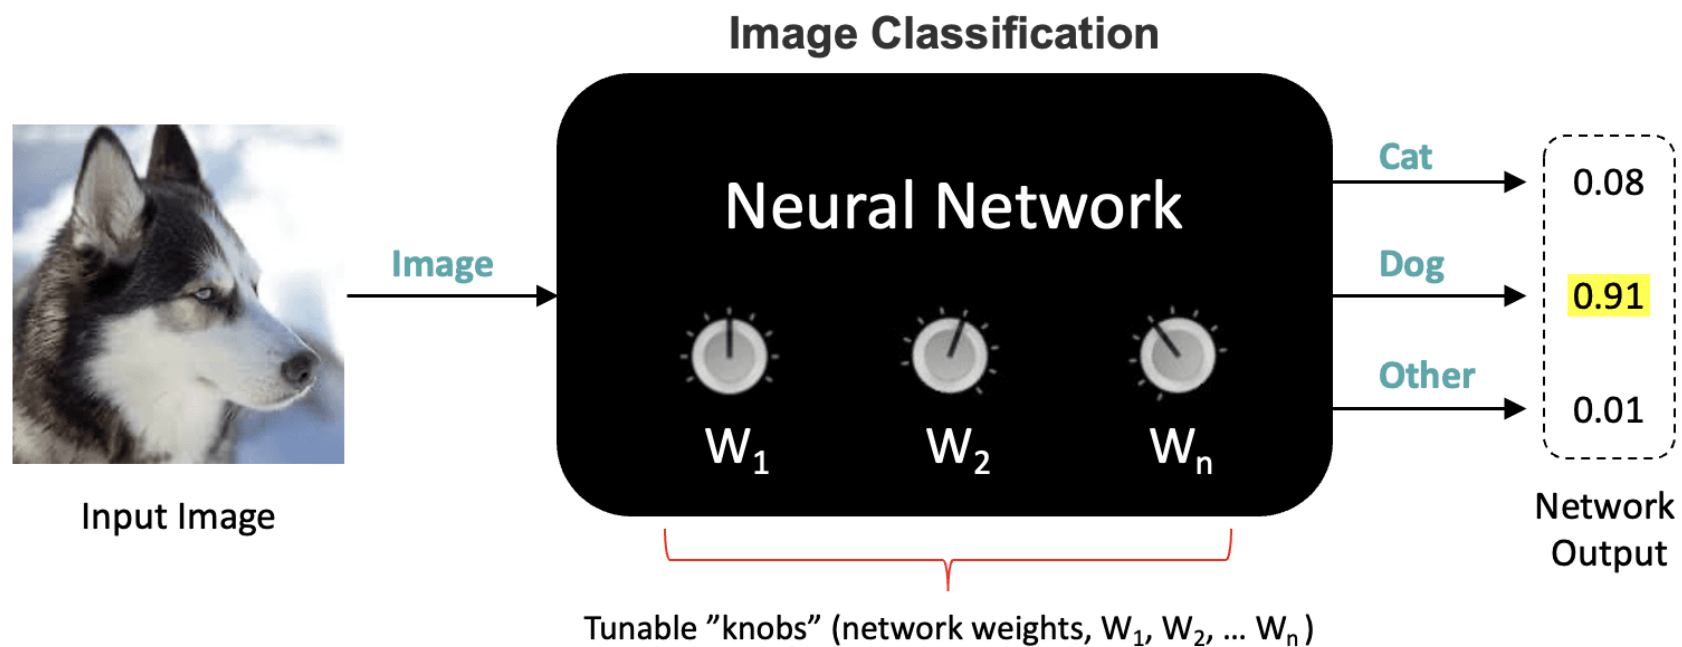 Image Classification
Neural Network
Image
Cat
Dog
Other
0.08
0.91
0.01
W1
W2
Wn
Input Image
Network
Output
Tunable ”knobs” (network weights, W1, W2, ... Wn )